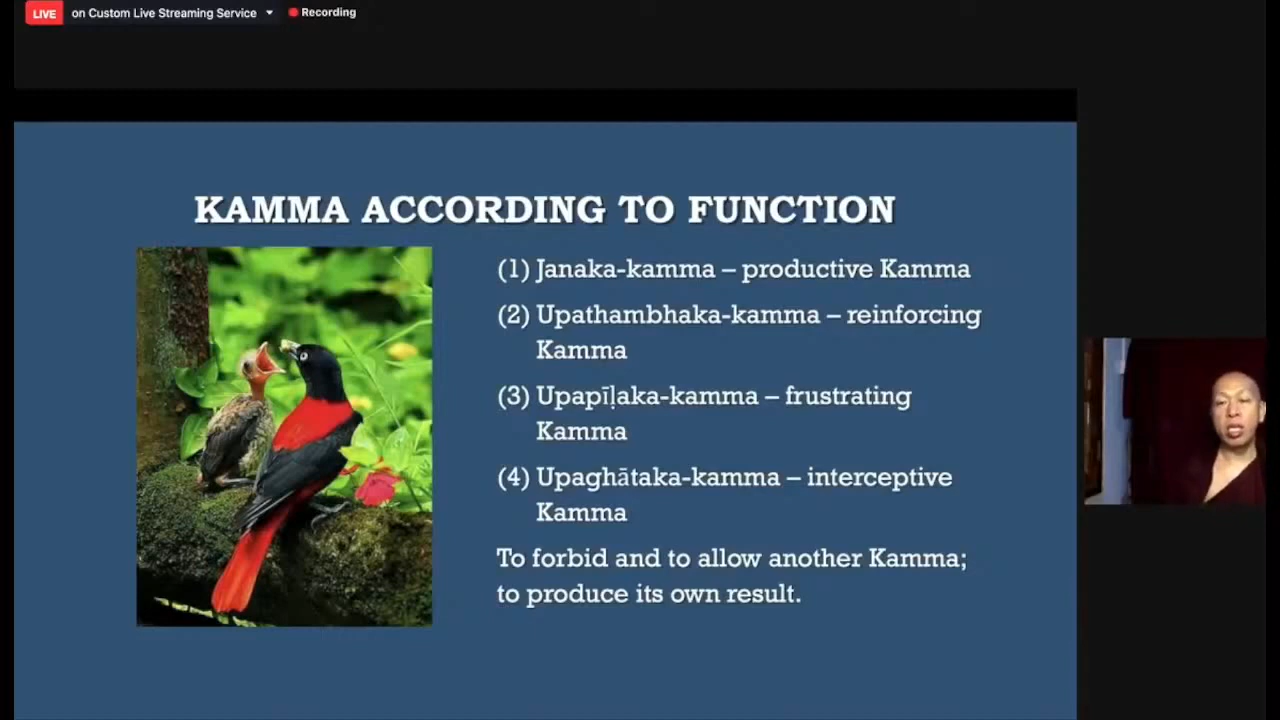 LIVE on Custom Live Streaming Service Recording
KAMMA ACCORDING TO FUNCTION
(1) Janaka-kamma – productive Kamma
(2) Upathambhaka-kamma – reinforcing
Kamma
(3) Upapīḷaka-kamma – frustrating
Kamma
(4) Upaghātaka-kamma – interceptive
Kamma
To forbid and to allow another Kamma;
to produce its own result.